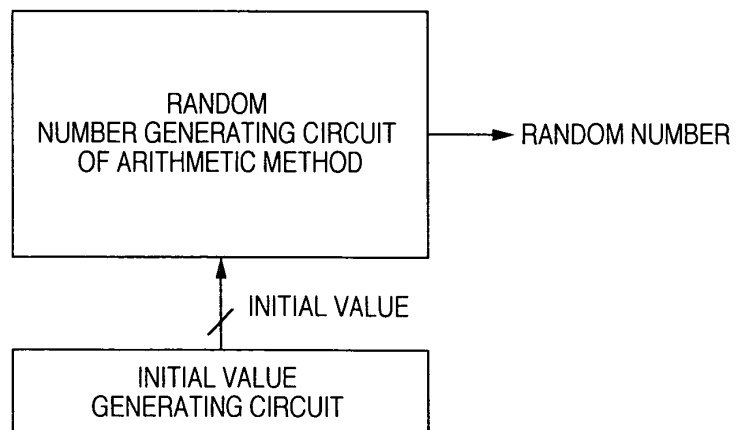 RANDOM
NUMBER GENERATING CIRCUIT
OF ARITHMETIC METHOD
RANDOM NUMBER
INITIAL VALUE
INITIAL VALUE
GENERATING CIRCUIT